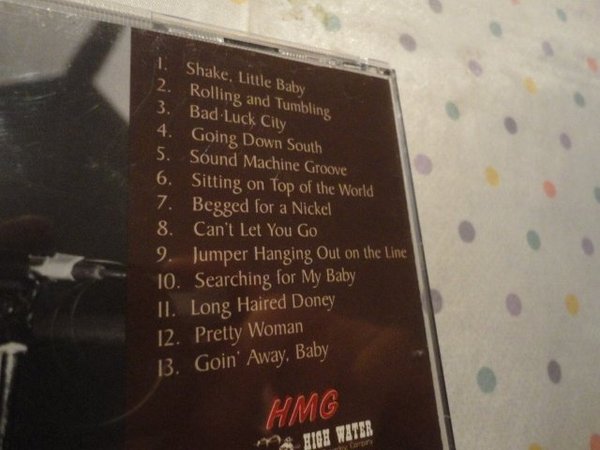 1. Shake, Little Baby
2. Rolling and Tumbling
3. Bad Luck City
4. Going Down South
5. Sound Machine Groove
6. Sitting on Top of the World
7. Begged for a Nickel
8. Can't Let You Go
9. Jumper Hanging Out on the Line
10. Searching for My Baby
11. Long Haired Doney
12. Pretty Woman
13. Goin' Away, Baby
HMG
HIGH WATER
Company